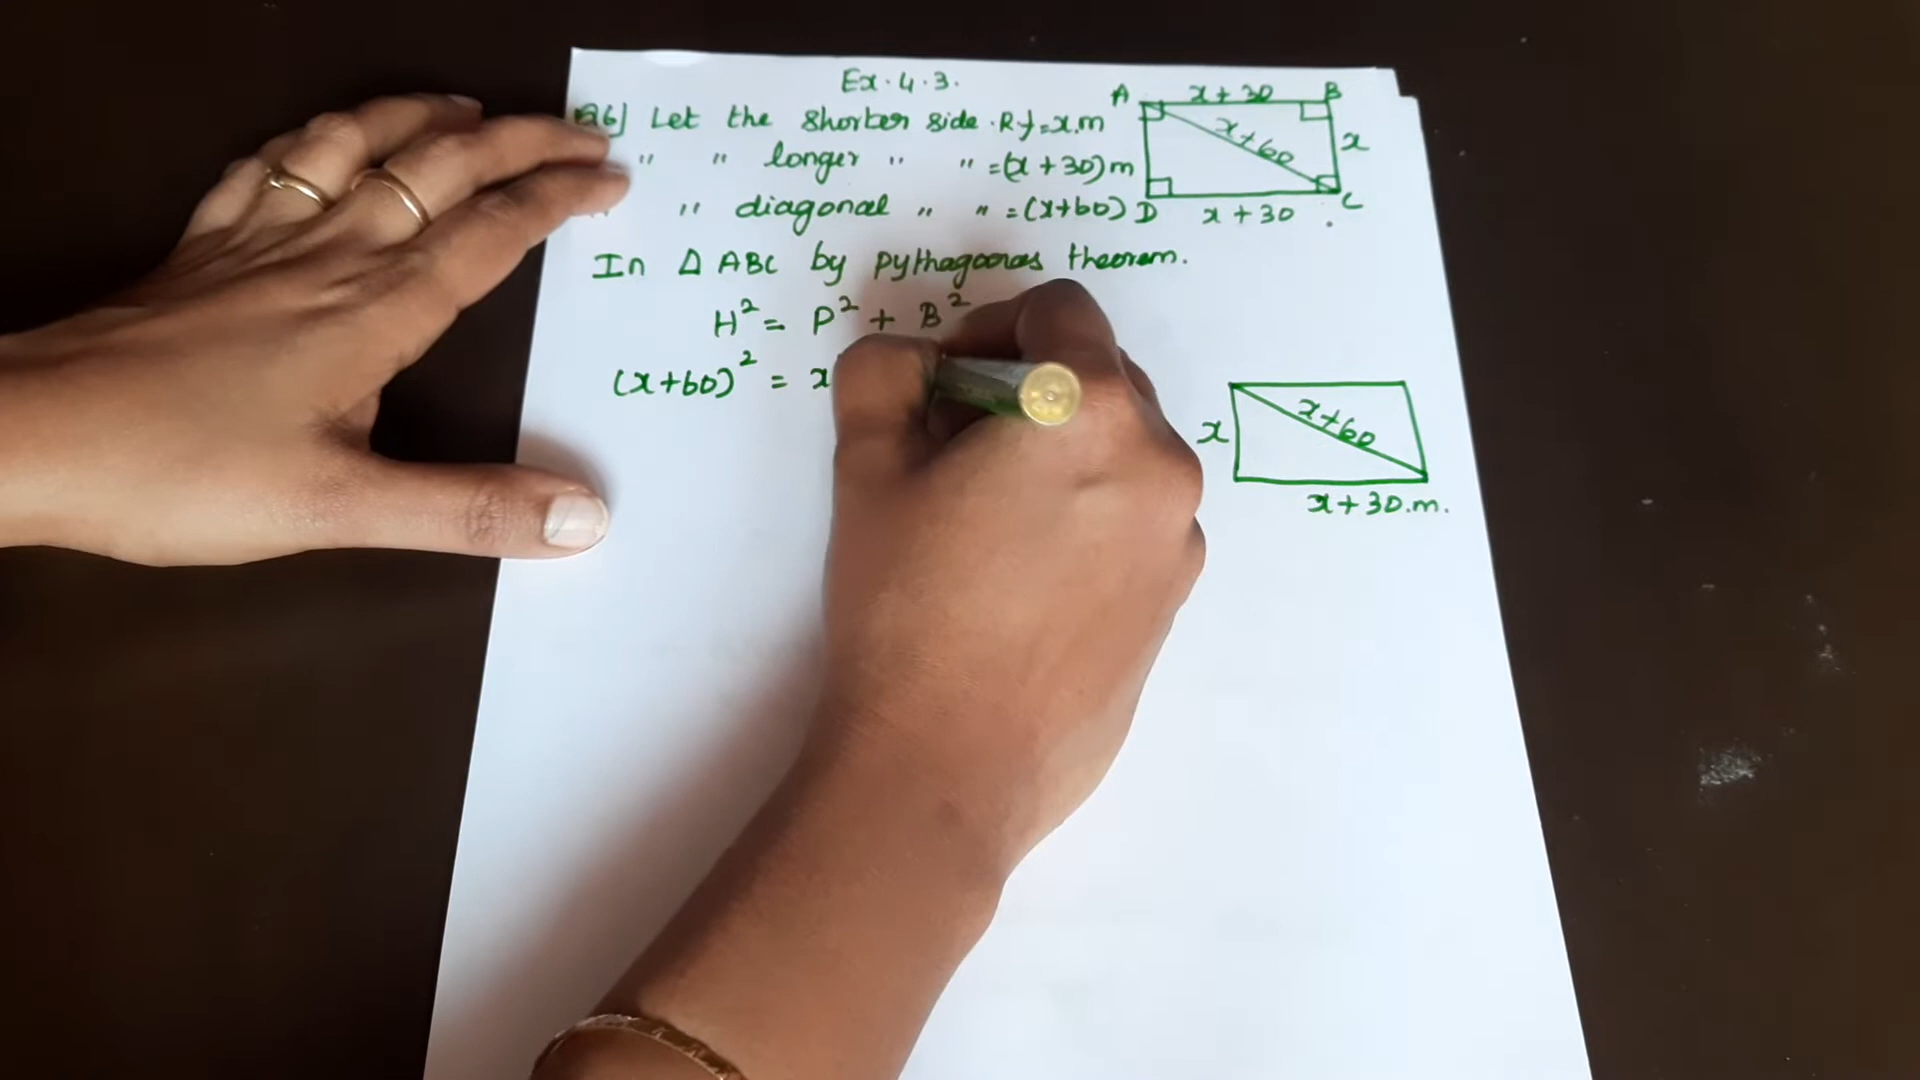 Ex. 4.3.
Q6] Let the shorter side. R.f = x.m
" " longer " " = (x + 30) m
" " diagonal " " = (x+60)
In Δ ABC by pythagoras theorem.
H² = P² + B²
(x+60)² = x
A x + 30 B
x+60 x
D x + 30 C
x x+60
x + 30.m.